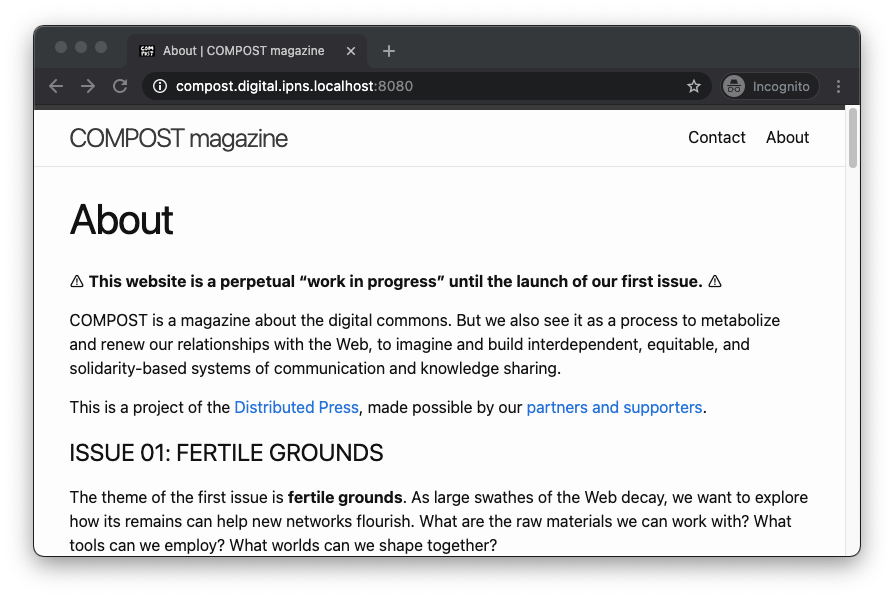 COM
POST
About | COMPOST magazine
compost.digital.ipns.localhost:8080
Incognito
COMPOST magazine
Contact About
About
⚠ This website is a perpetual “work in progress” until the launch of our first issue. ⚠
COMPOST is a magazine about the digital commons. But we also see it as a process to metabolize
and renew our relationships with the Web, to imagine and build interdependent, equitable, and
solidarity-based systems of communication and knowledge sharing.
This is a project of the Distributed Press, made possible by our partners and supporters.
ISSUE 01: FERTILE GROUNDS
The theme of the first issue is fertile grounds. As large swathes of the Web decay, we want to explore
how its remains can help new networks flourish. What are the raw materials we can work with? What
tools can we employ? What worlds can we shape together?